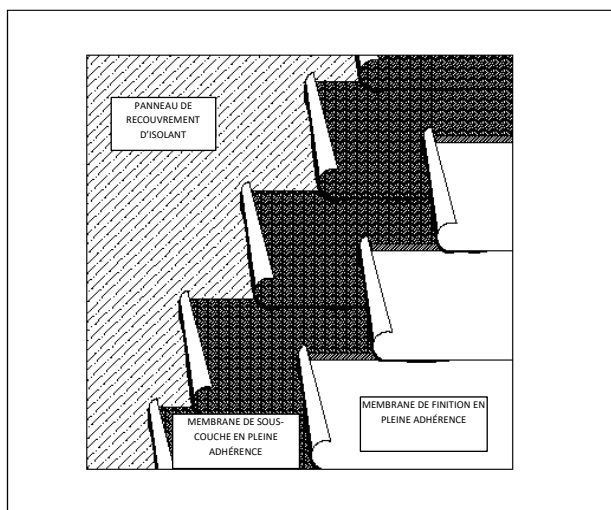 PANNEAU DE
RECOUVREMENT
D'ISOLANT
MEMBRANE DE SOUS-
COUCHE EN PLEINE
ADHÉRENCE
MEMBRANE DE FINITION EN
PLEINE ADHÉRENCE